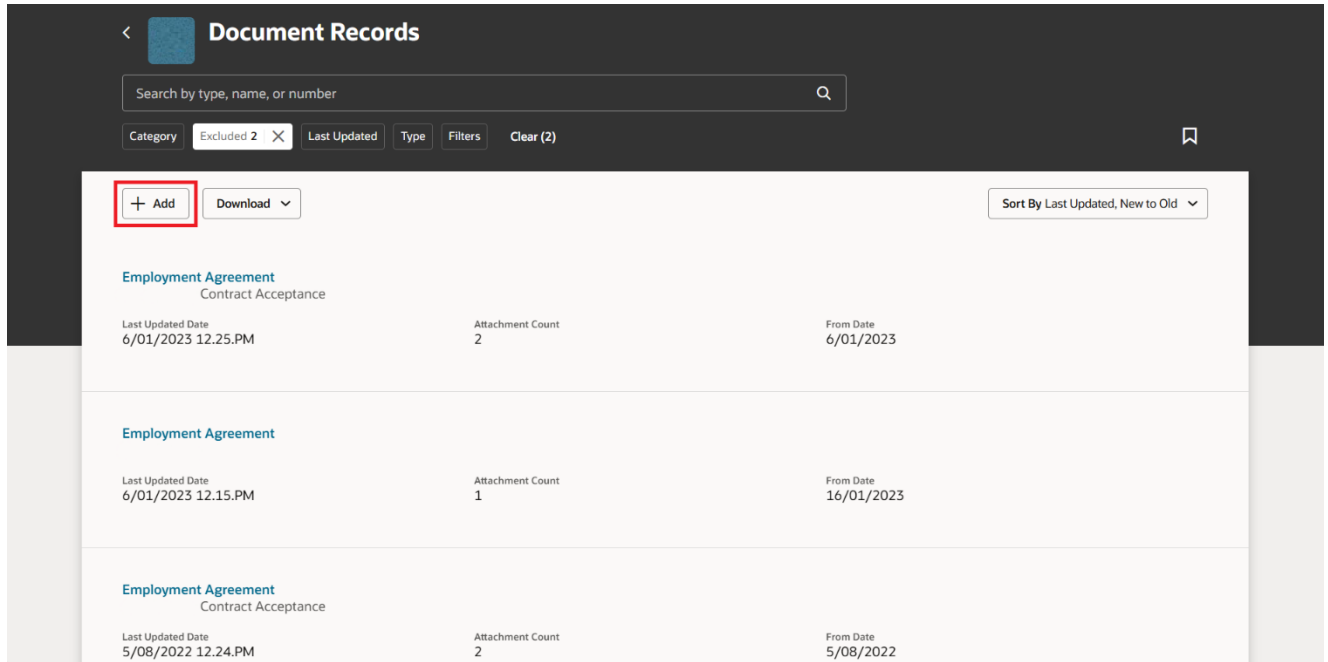 Document Records
Search by type, name, or number
Category Excluded 2 Last Updated Type Filters Clear (2)
+ Add Download Sort By Last Updated, New to Old
Employment Agreement
Contract Acceptance
Last Updated Date Attachment Count From Date
6/01/2023 12.25.PM 2 6/01/2023
Employment Agreement
Last Updated Date Attachment Count From Date
6/01/2023 12.15.PM 1 16/01/2023
Employment Agreement
Contract Acceptance
Last Updated Date Attachment Count From Date
5/08/2022 12.24.PM 2 5/08/2022